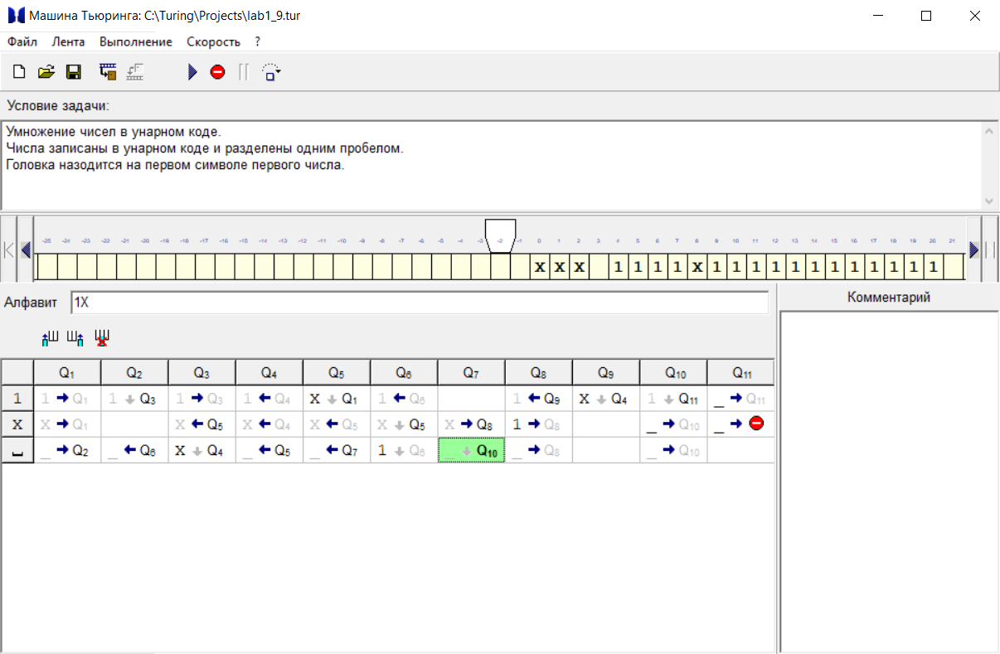 Машина Тьюринга: C:\Turing\Projects\lab1_9.tur
Файл Лента Выполнение Скорость ?
Условие задачи:
Умножение чисел в унарном коде.
Числа записаны в унарном коде и разделены одним пробелом.
Головка назодится на первом символе первого числа.
-25 -24 -23 -22 -21 -20 -19 -18 -17 -16 -15 -14 -13 -12 -11 -10 -9 -8 -7 -6 -5 -4 -3 -2 -1 0 1 2 3 4 5 6 7 8 9 10 11 12 13 14 15 16 17 18 19 20 21
X X X 1 1 1 1 X 1 1 1 1 1 1 1 1 1 1 1 1
Алфавит 1X Комментарий
Q1 Q2 Q3 Q4 Q5 Q6 Q7 Q8 Q9 Q10 Q11
1 1 → Q1 1 ↓ Q3 1 → Q3 1 ← Q4 X ↓ Q1 1 ← Q6 1 ← Q9 X ↓ Q4 1 ↓ Q11 _ → Q11
X X → Q1 X ← Q5 X ← Q4 X ← Q5 X ↓ Q5 X → Q8 1 → Q8 _ → Q10 _ →
_ → Q2 _ ← Q6 X ↓ Q4 _ ← Q5 _ ← Q7 1 ↓ Q6 _ ↓ Q10 _ → Q8 _ → Q10